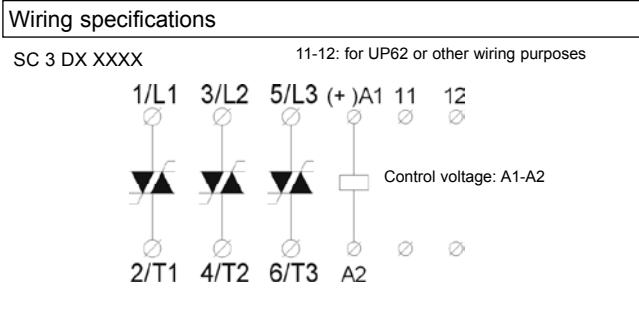 Wiring specifications
SC 3 DX XXXX
11-12: for UP62 or other wiring purposes
1/L1 3/L2 5/L3 (+ )A1 11 12
Control voltage: A1-A2
2/T1 4/T2 6/T3 A2